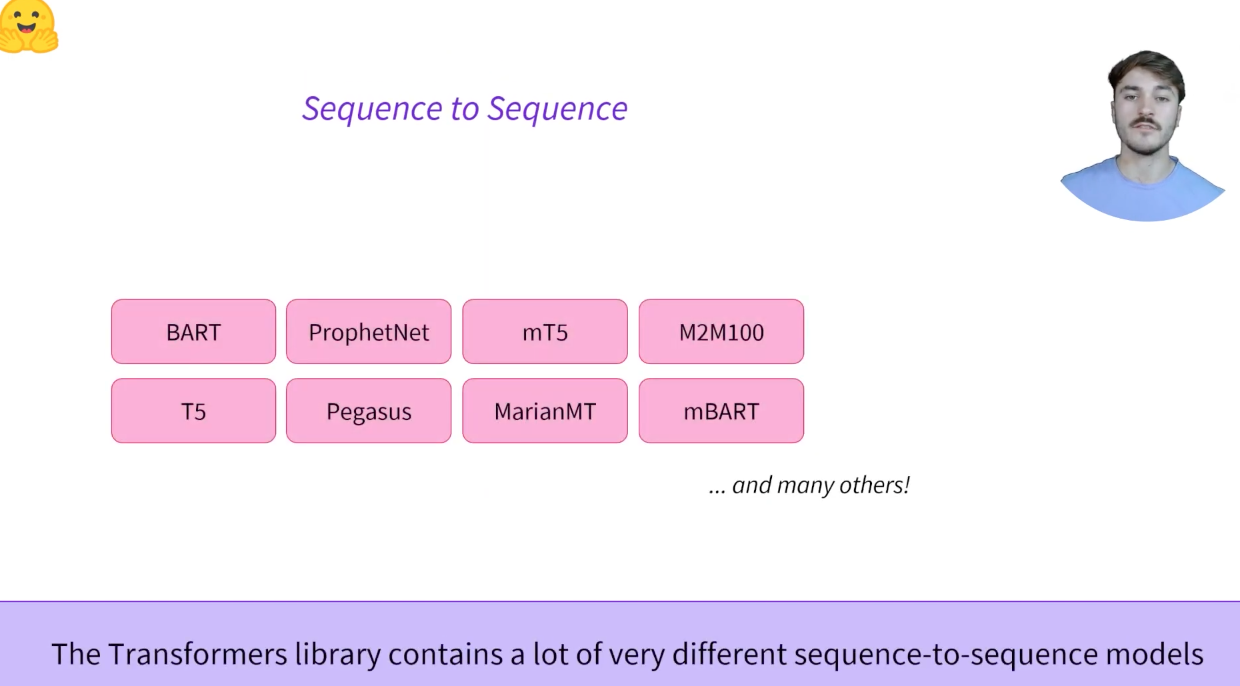 Sequence to Sequence
BART ProphetNet mT5 M2M100
T5 Pegasus MarianMT mBART
... and many others!
The Transformers library contains a lot of very different sequence-to-sequence models